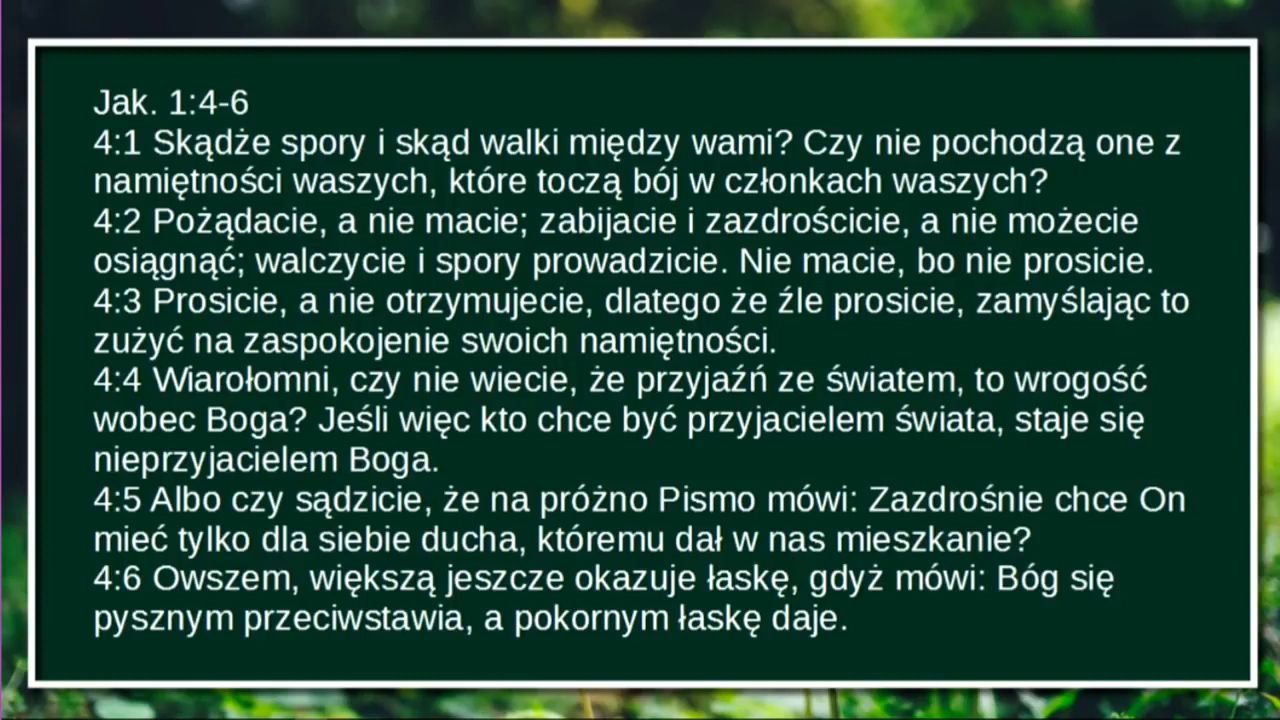 Jak. 1:4-6
4:1 Skądże spory i skąd walki między wami? Czy nie pochodzą one z
namiętności waszych, które toczą bój w członkach waszych?
4:2 Pożądacie, a nie macie; zabijacie i zazdrościcie, a nie możecie
osiągnąć; walczycie i spory prowadzicie. Nie macie, bo nie prosicie.
4:3 Prosicie, a nie otrzymujecie, dlatego że źle prosicie, zamyślając to
zużyć na zaspokojenie swoich namiętności.
4:4 Wiarołomni, czy nie wiecie, że przyjaźń ze światem, to wrogość
wobec Boga? Jeśli więc kto chce być przyjacielem świata, staje się
nieprzyjacielem Boga.
4:5 Albo czy sądzicie, że na próżno Pismo mówi: Zazdrośnie chce On
mieć tylko dla siebie ducha, któremu dał w nas mieszkanie?
4:6 Owszem, większą jeszcze okazuje łaskę, gdyż mówi: Bóg się
pysznym przeciwstawia, a pokornym łaskę daje.